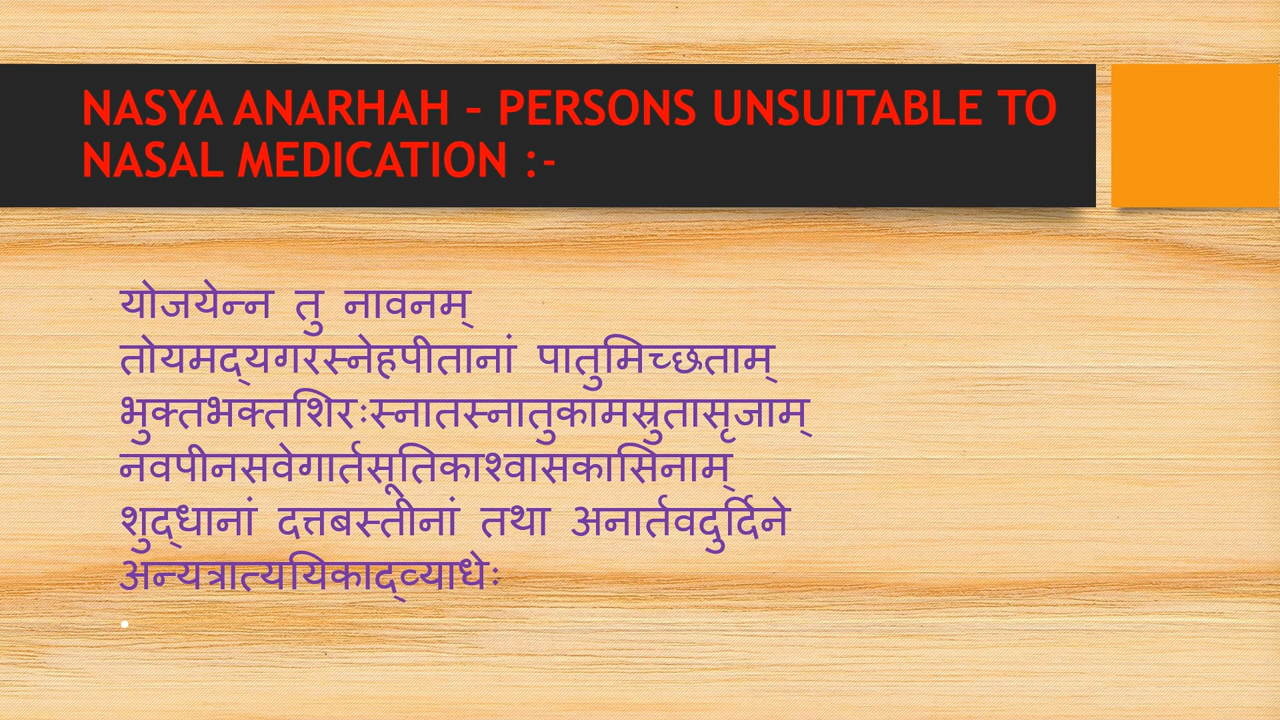 NASYA ANARHAH – PERSONS UNSUITABLE TO
NASAL MEDICATION :-
योजयेन्न तु नावनम्
तोयमद्यगरस्नेहपीतानां पातुमिच्छताम्
भुक्तभक्तशिरःस्नातस्नातुकामस्रुतासृजाम्
नवपीनसवेगार्तसूतिकाश्वासकासिनाम्
शुद्धानां दत्तबस्तीनां तथा अनार्तवदुर्दिने
अन्यत्रात्ययिकाद्व्याधेः